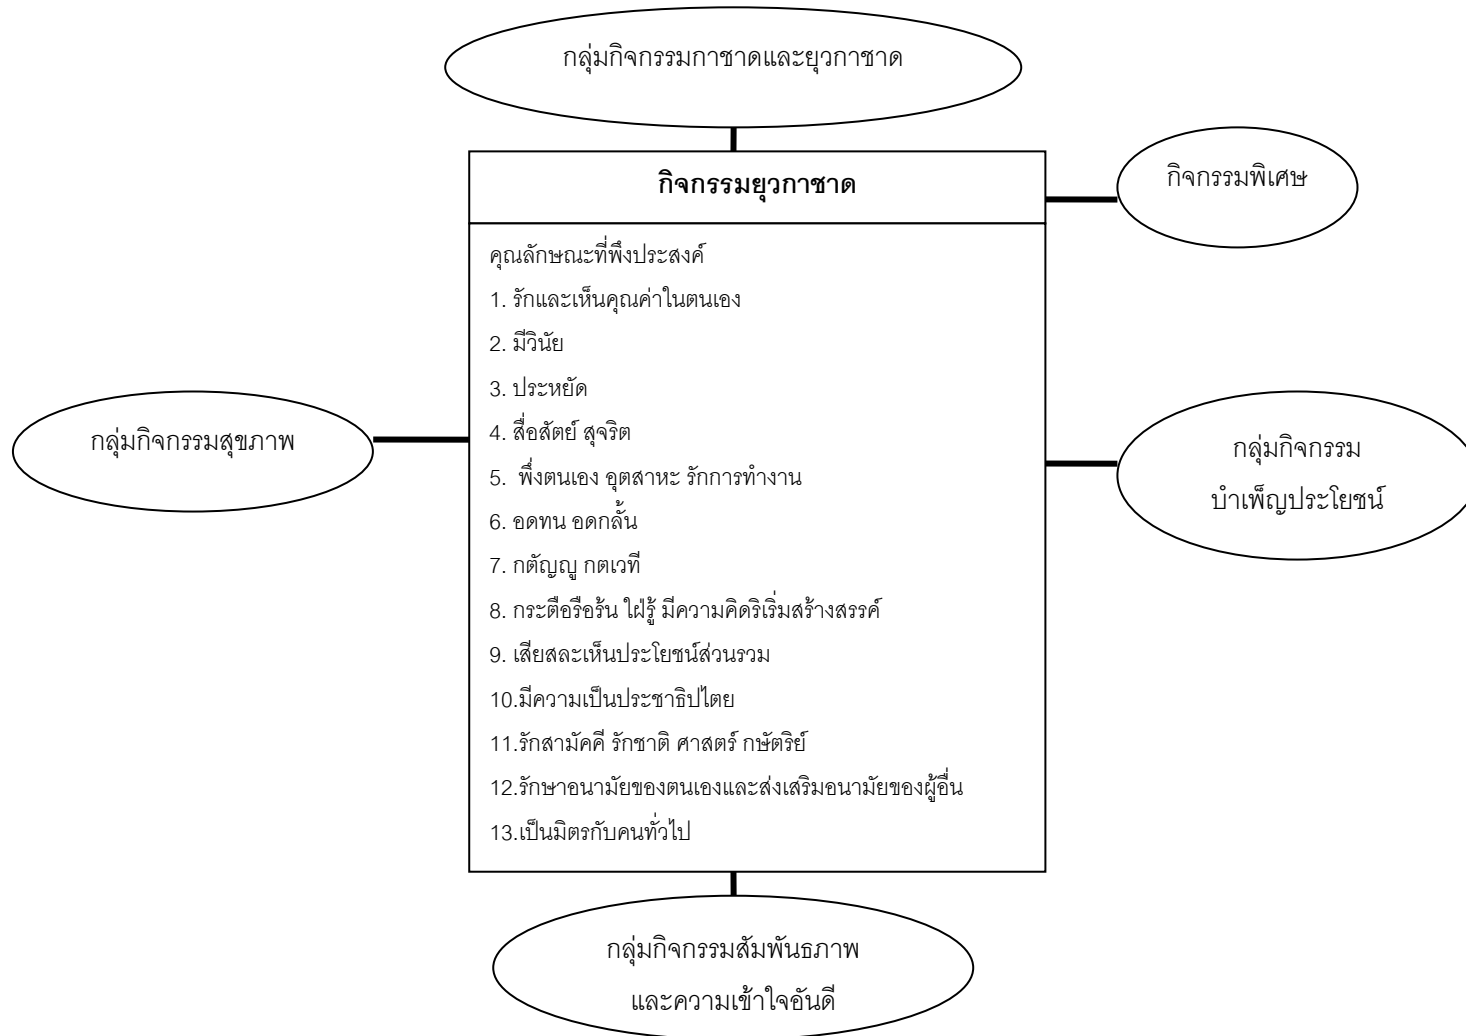 กลุ่มกิจกรรมกาชาดและยุวกาชาด
กิจกรรมยุวกาชาด
กิจกรรมพิเศษ
คุณลักษณะที่พึงประสงค์
1. รักและเห็นคุณค่าในตนเอง
2. มีวินัย
3. ประหยัด
4. สื่อสัตย์ สุจริต
5.  พึ่งตนเอง อุตสาหะ รักการทำงาน
6. อดทน อดกลั้น
7. กตัญญู กตเวที
8. กระตือรือร้น ใฝ่รู้ มีความคิดริเริ่มสร้างสรรค์
9. เสียสละเห็นประโยชน์ส่วนรวม
10.มีความเป็นประชาธิปไตย
11.รักสามัคคี รักชาติ ศาสตร์ กษัตริย์
12.รักษาอนามัยของตนเองและส่งเสริมอนามัยของผู้อื่น
13.เป็นมิตรกับคนทั่วไป
กลุ่มกิจกรรมสุขภาพ
กลุ่มกิจกรรม
บำเพ็ญประโยชน์
กลุ่มกิจกรรมสัมพันธภาพ
และความเข้าใจอันดี